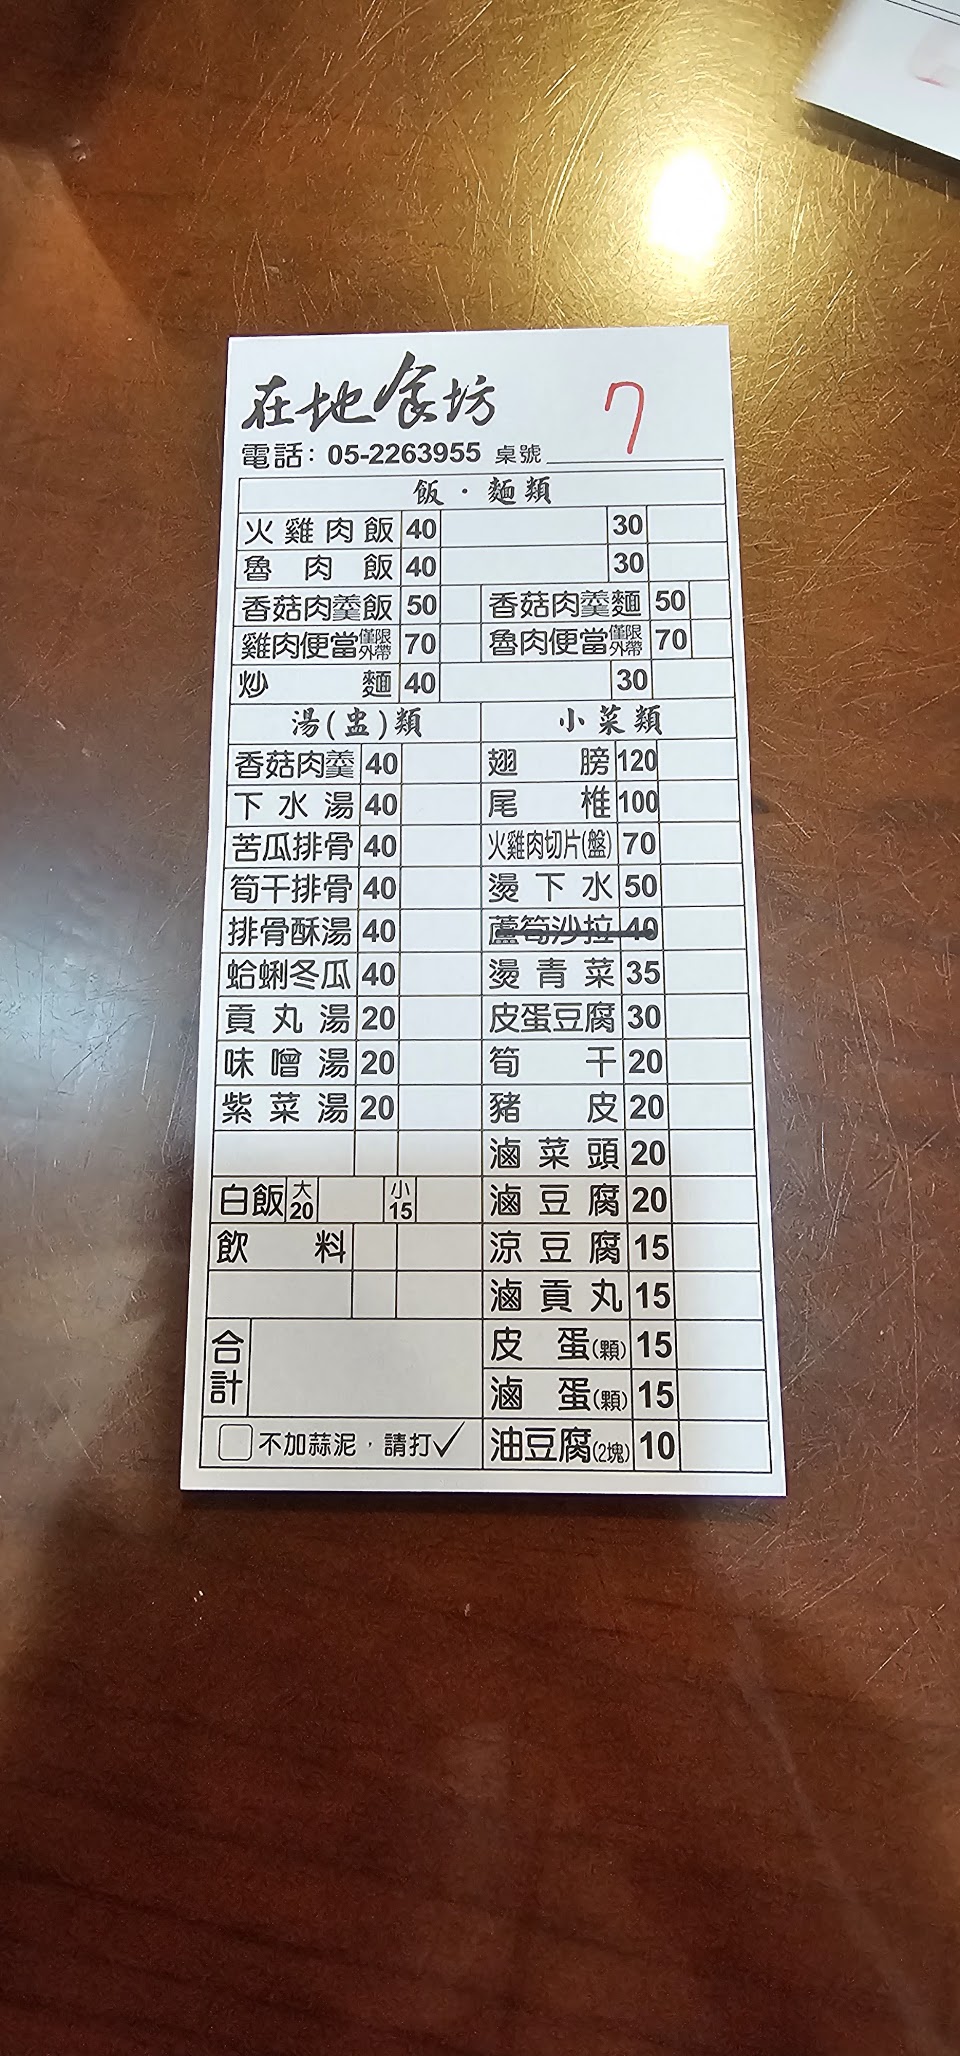 在地食坊
7
電話：05-2263955 桌號
飯·麵類
火雞肉飯 40 30
魯肉飯 40 30
香菇肉羹飯 50 香菇肉羹麵 50
雞肉便當僅限外帶 70 魯肉便當僅限外帶 70
炒麵 40 30
湯(盅)類 小菜類
香菇肉羹 40 翅膀 120
下水湯 40 尾椎 100
苦瓜排骨 40 火雞肉切片(盤) 70
筍干排骨 40 燙下水 50
排骨酥湯 40 蘆筍沙拉 40
蛤蜊冬瓜 40 燙青菜 35
貢丸湯 20 皮蛋豆腐 30
味噌湯 20 筍干 20
紫菜湯 20 豬皮 20
滷菜頭 20
白飯 大20 小15 滷豆腐 20
飲料 涼豆腐 15
滷貢丸 15
合計 皮蛋(顆) 15
滷蛋(顆) 15
不加蒜泥，請打✓ 油豆腐(2塊) 10